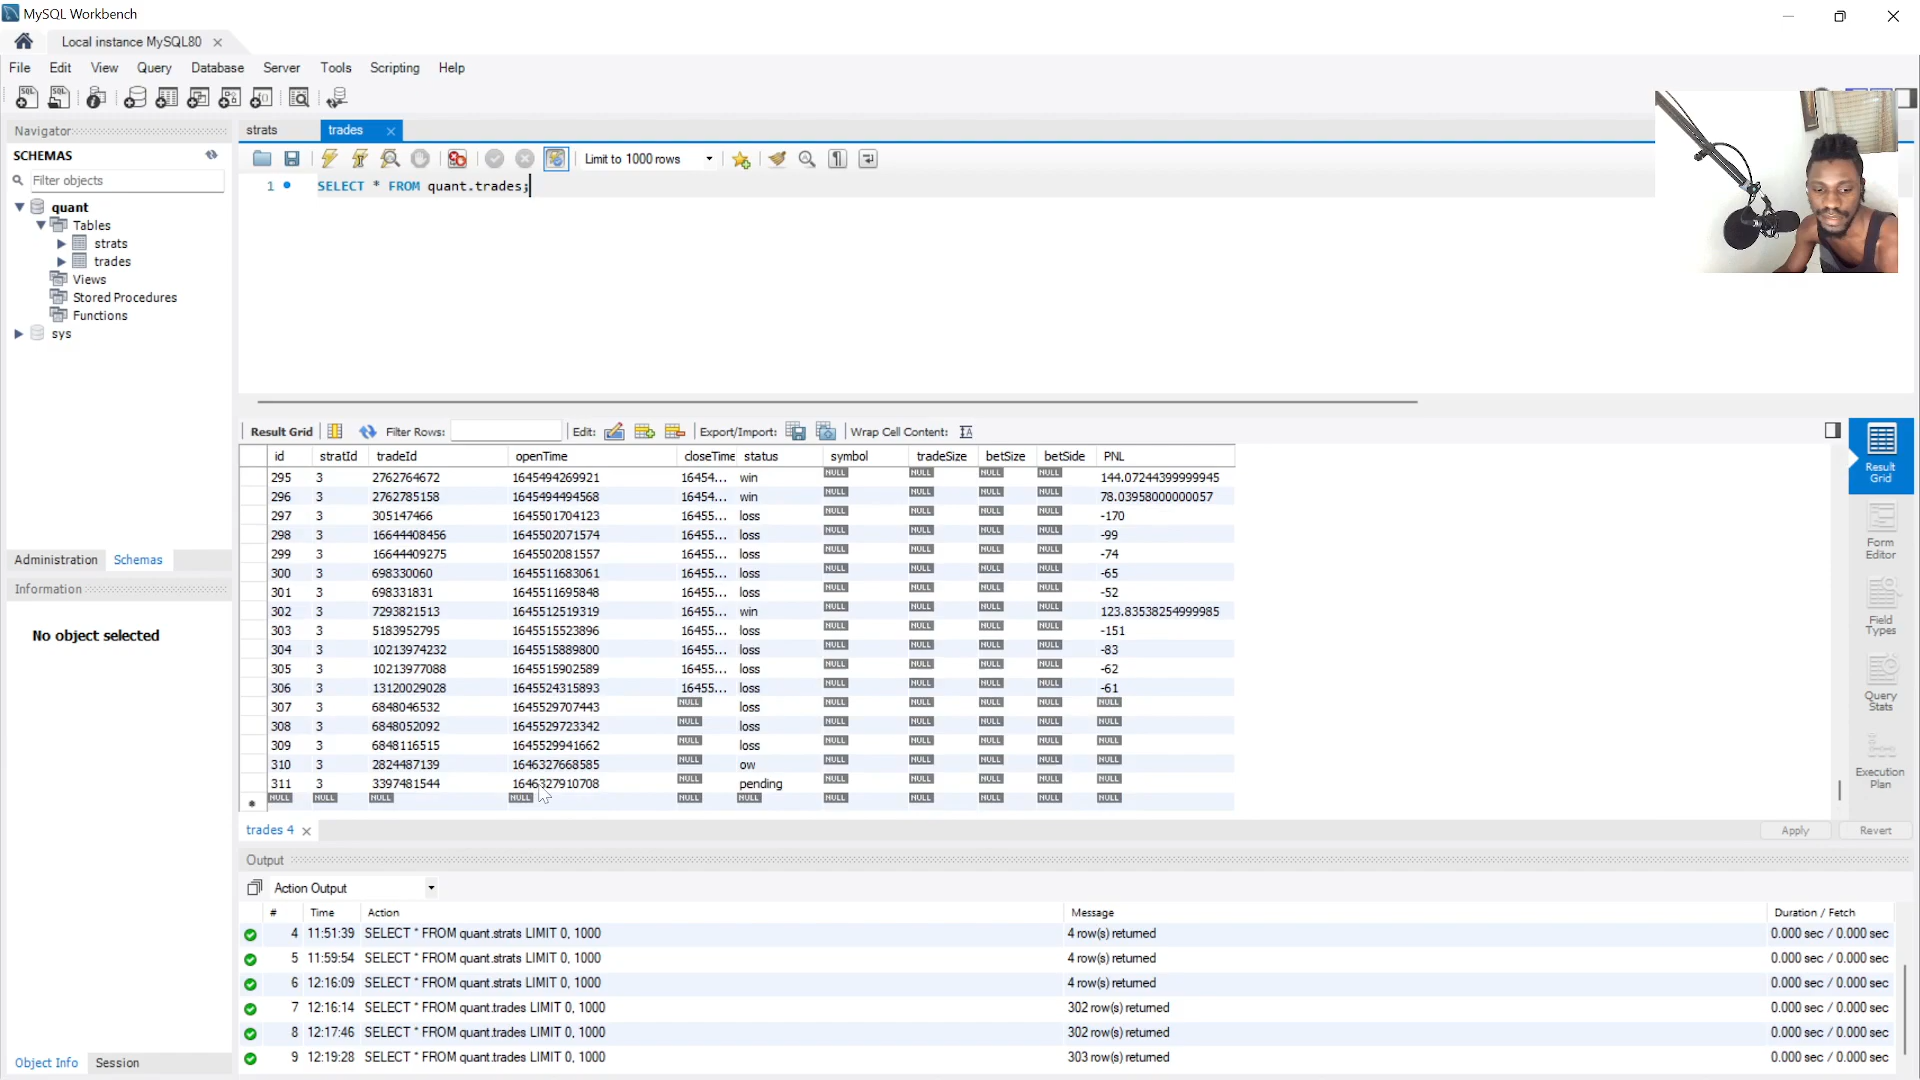 MySQL Workbench
Local instance MySQL80
File Edit View Query Database Server Tools Scripting Help
Navigator
SCHEMAS
Filter objects
quant
Tables
strats
trades
Views
Stored Procedures
Functions
sys
Administration Schemas
Information
No object selected
Object Info Session
strats trades
Limit to 1000 rows
1 SELECT * FROM quant.trades;
Result Grid Filter Rows: Edit: Export/Import: Wrap Cell Content:
id stratId tradeId openTime closeTime status symbol tradeSize betSize betSide PNL
295 3 2762764672 1645494269921 16454... win NULL NULL NULL NULL 144.07244399999945
296 3 2762785158 1645494494568 16454... win NULL NULL NULL NULL 78.03958000000057
297 3 305147466 1645501704123 16455... loss NULL NULL NULL NULL -170
298 3 16644408456 1645502071574 16455... loss NULL NULL NULL NULL -99
299 3 16644409275 1645502081557 16455... loss NULL NULL NULL NULL -74
300 3 698330060 1645511683061 16455... loss NULL NULL NULL NULL -65
301 3 698331831 1645511695848 16455... loss NULL NULL NULL NULL -52
302 3 7293821513 1645512519319 16455... win NULL NULL NULL NULL 123.83538254999985
303 3 5183952795 1645515523896 16455... loss NULL NULL NULL NULL -151
304 3 10213974232 1645515889800 16455... loss NULL NULL NULL NULL -83
305 3 10213977088 1645515902589 16455... loss NULL NULL NULL NULL -62
306 3 13120029028 1645524315893 16455... loss NULL NULL NULL NULL -61
307 3 6848046532 1645529707443 NULL loss NULL NULL NULL NULL NULL
308 3 6848052092 1645529723342 NULL loss NULL NULL NULL NULL NULL
309 3 6848116515 1645529941662 NULL loss NULL NULL NULL NULL NULL
310 3 2824487139 1646327668585 NULL ow NULL NULL NULL NULL NULL
311 3 3397481544 1646327910708 NULL pending NULL NULL NULL NULL NULL
NULL NULL NULL NULL NULL NULL NULL NULL NULL NULL NULL
Result
Grid
Form
Editor
Field
Types
Query
Stats
Execution
Plan
trades 4 Apply Revert
Output
Action Output
# Time Action Message Duration / Fetch
4 11:51:39 SELECT * FROM quant.strats LIMIT 0, 1000 4 row(s) returned 0.000 sec / 0.000 sec
5 11:59:54 SELECT * FROM quant.strats LIMIT 0, 1000 4 row(s) returned 0.000 sec / 0.000 sec
6 12:16:09 SELECT * FROM quant.strats LIMIT 0, 1000 4 row(s) returned 0.000 sec / 0.000 sec
7 12:16:14 SELECT * FROM quant.trades LIMIT 0, 1000 302 row(s) returned 0.000 sec / 0.000 sec
8 12:17:46 SELECT * FROM quant.trades LIMIT 0, 1000 302 row(s) returned 0.000 sec / 0.000 sec
9 12:19:28 SELECT * FROM quant.trades LIMIT 0, 1000 303 row(s) returned 0.000 sec / 0.000 sec